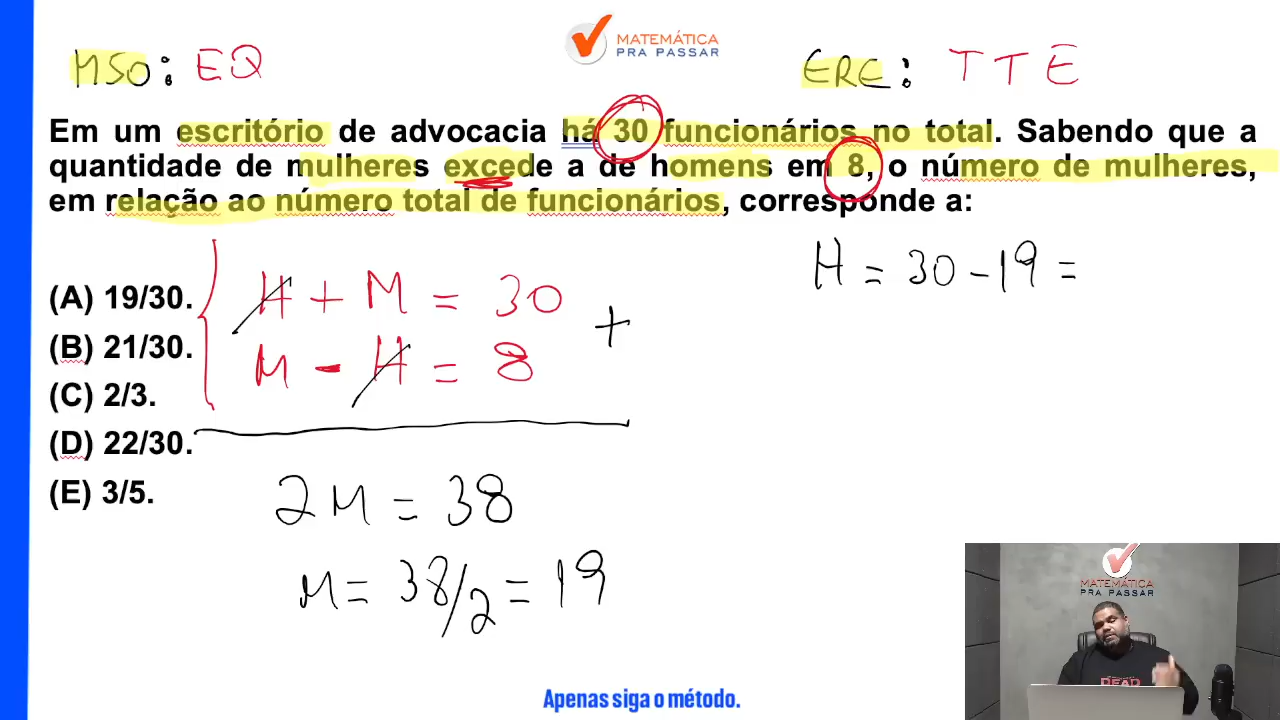 MATEMÁTICA
PRA PASSAR
MSO: EQ
ERE: TTE
Em um escritório de advocacia há 30 funcionários no total. Sabendo que a
quantidade de mulheres excede a de homens em 8, o número de mulheres,
em relação ao número total de funcionários, corresponde a:
(A) 19/30.
(B) 21/30.
(C) 2/3.
(D) 22/30.
(E) 3/5.
H + M = 30
M - H = 8
+
2M = 38
M = 38/2 = 19
H = 30 - 19 =
MATEMÁTICA
PRA PASSAR
DEAD
Apenas siga o método.